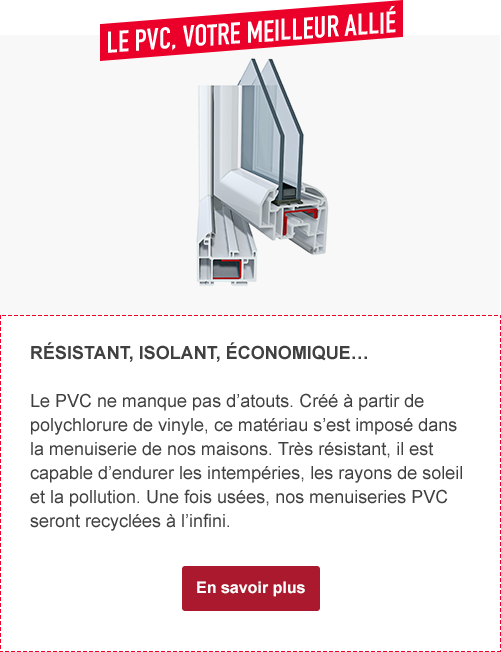 LE PVC, VOTRE MEILLEUR ALLIÉ
RÉSISTANT, ISOLANT, ÉCONOMIQUE…
Le PVC ne manque pas d’atouts. Créé à partir de
polychlorure de vinyle, ce matériau s’est imposé dans
la menuiserie de nos maisons. Très résistant, il est
capable d’endurer les intempéries, les rayons de soleil
et la pollution. Une fois usées, nos menuiseries PVC
seront recyclées à l’infini.
En savoir plus